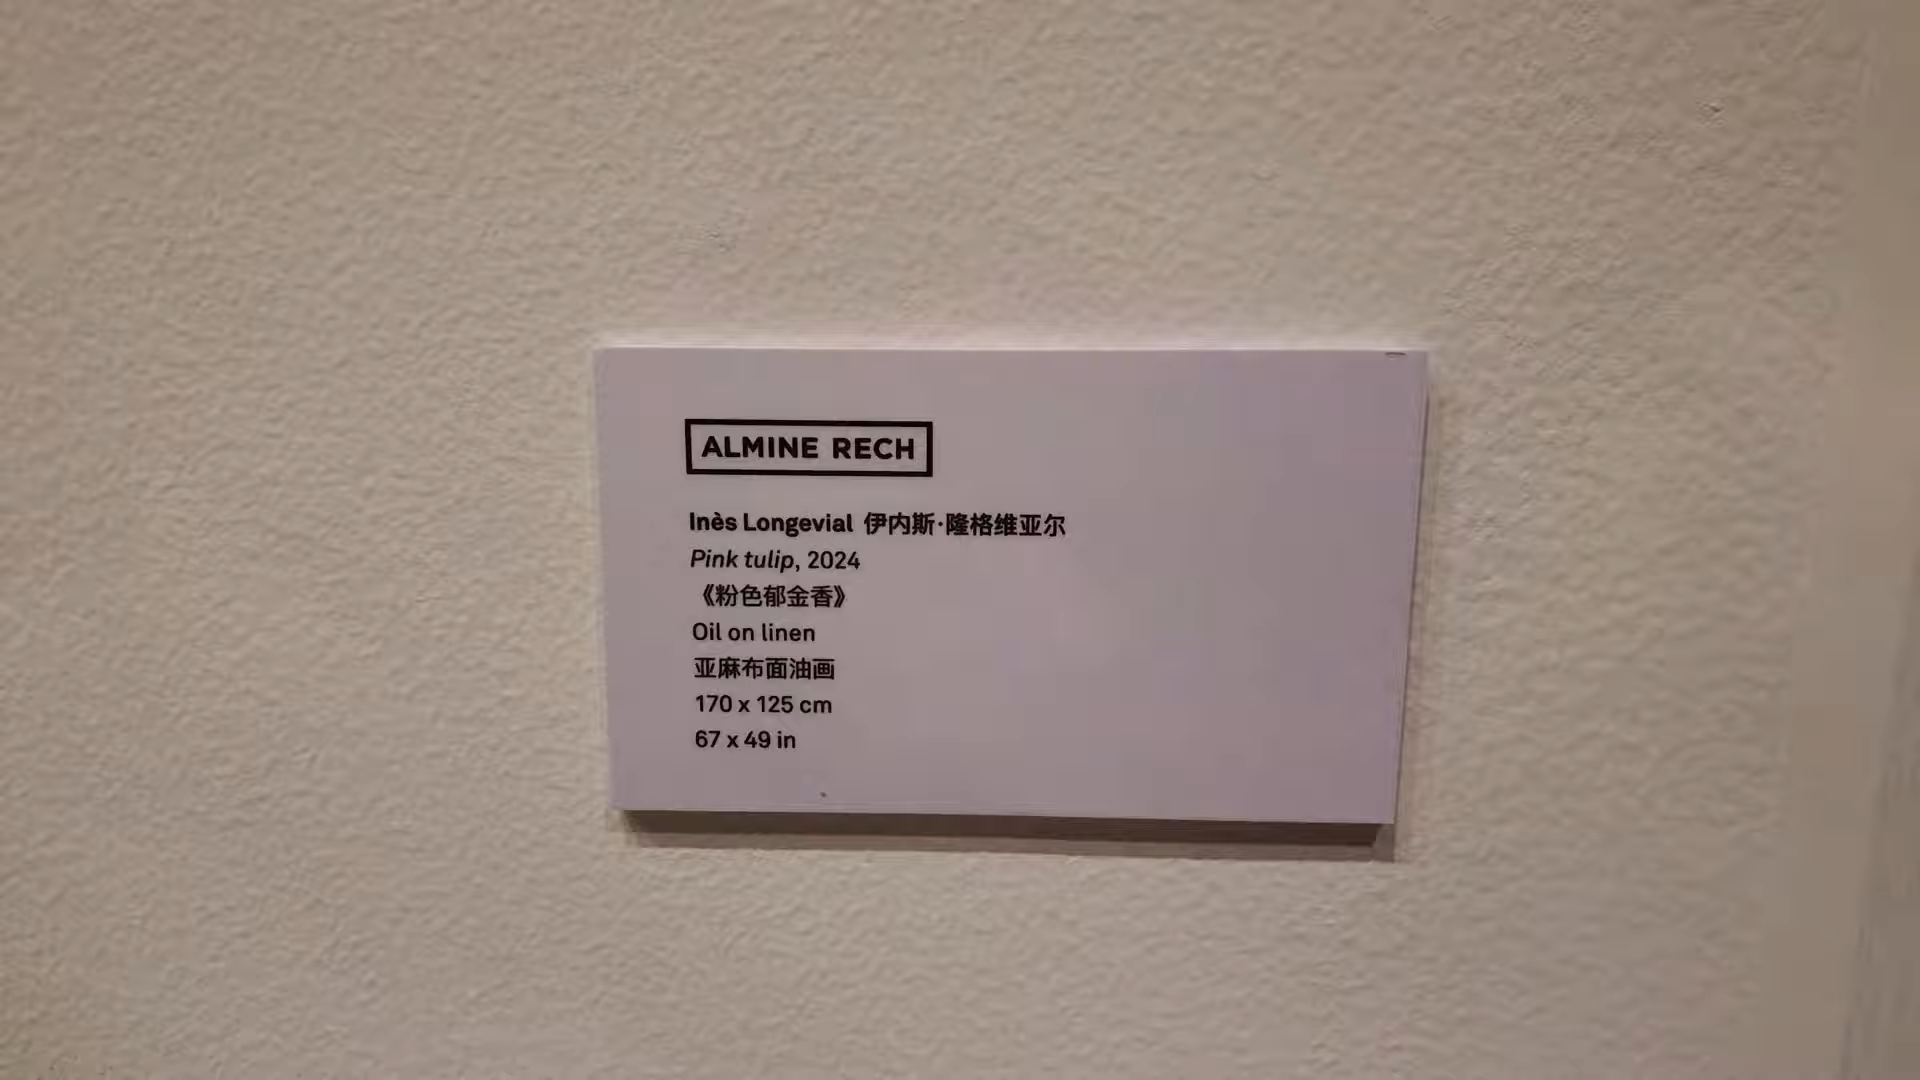 ALMINE RECH
Inès Longevial 伊内斯·隆格维亚尔
Pink tulip, 2024
《粉色郁金香》
Oil on linen
亚麻布面油画
170 x 125 cm
67 x 49 in